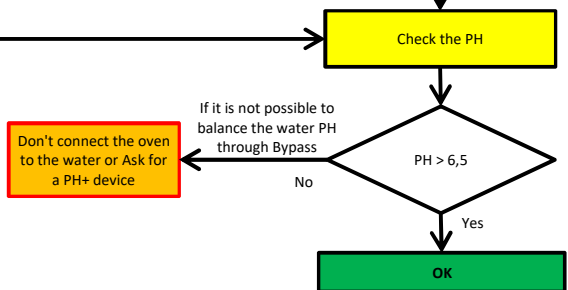 Check the PH
If it is not possible to
balance the water PH
through Bypass
Don't connect the oven
to the water or Ask for
a PH+ device
PH > 6,5
No
Yes
OK